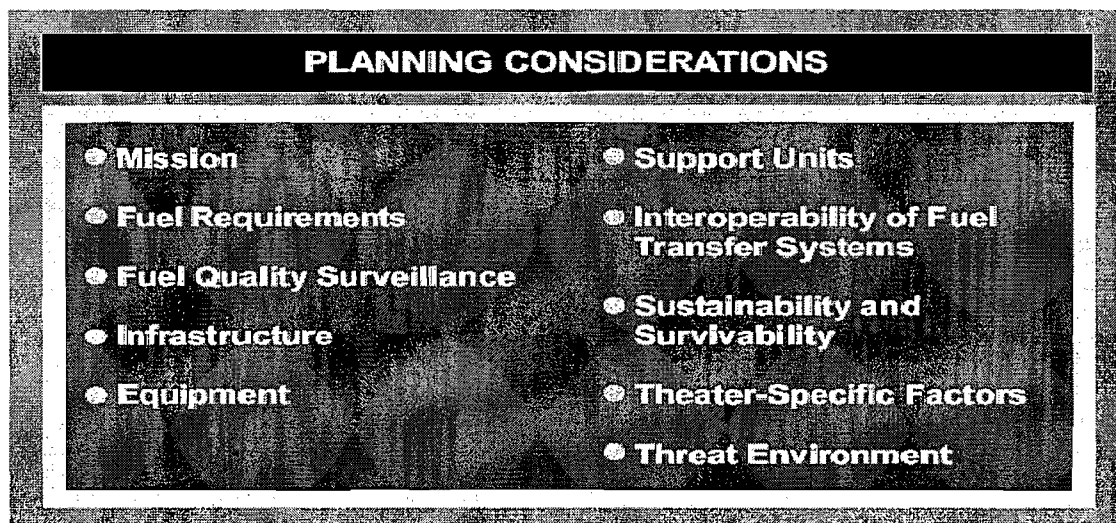 PLANNING CONSIDERATIONS
● Mission
● Fuel Requirements
● Fuel Quality Surveillance
● Infrastructure
● Equipment
● Support Units
● Interoperability of Fuel
Transfer Systems
● Sustainability and
Survivability
● Theater-Specific Factors
● Threat Environment